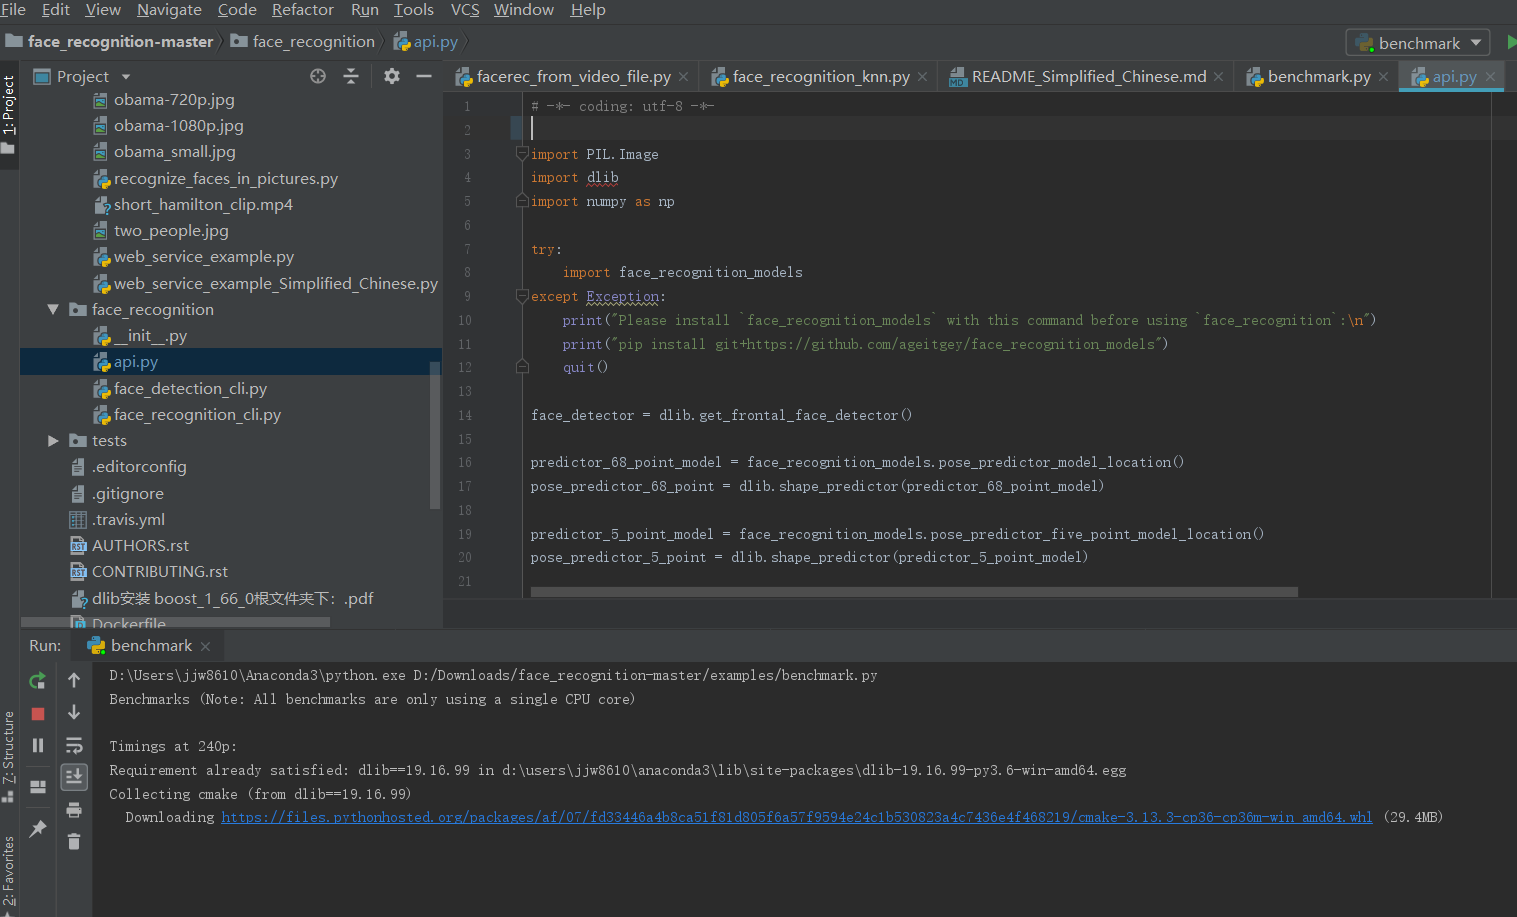 File Edit View Navigate Code Refactor Run Tools VCS Window Help
face_recognition-master face_recognition api.py benchmark
1: Project
Project
facerec_from_video_file.py face_recognition_knn.py README_Simplified_Chinese.md benchmark.py api.py
obama-720p.jpg
obama-1080p.jpg
obama_small.jpg
recognize_faces_in_pictures.py
short_hamilton_clip.mp4
two_people.jpg
web_service_example.py
web_service_example_Simplified_Chinese.py
face_recognition
__init__.py
api.py
face_detection_cli.py
face_recognition_cli.py
tests
.editorconfig
.gitignore
.travis.yml
AUTHORS.rst
CONTRIBUTING.rst
dlib安装 boost_1_66_0根文件夹下：.pdf
Dockerfile
1 # -*- coding: utf-8 -*-
2
3 import PIL.Image
4 import dlib
5 import numpy as np
6
7 try:
8 import face_recognition_models
9 except Exception:
10 print("Please install `face_recognition_models` with this command before using `face_recognition`:\n")
11 print("pip install git+https://github.com/ageitgey/face_recognition_models")
12 quit()
13
14 face_detector = dlib.get_frontal_face_detector()
15
16 predictor_68_point_model = face_recognition_models.pose_predictor_model_location()
17 pose_predictor_68_point = dlib.shape_predictor(predictor_68_point_model)
18
19 predictor_5_point_model = face_recognition_models.pose_predictor_five_point_model_location()
20 pose_predictor_5_point = dlib.shape_predictor(predictor_5_point_model)
21
Run: benchmark
7: Structure
2: Favorites
D:\Users\jjw8610\Anaconda3\python.exe D:/Downloads/face_recognition-master/examples/benchmark.py
Benchmarks (Note: All benchmarks are only using a single CPU core)
Timings at 240p:
Requirement already satisfied: dlib==19.16.99 in d:\users\jjw8610\anaconda3\lib\site-packages\dlib-19.16.99-py3.6-win-amd64.egg
Collecting cmake (from dlib==19.16.99)
Downloading https://files.pythonhosted.org/packages/af/07/fd33446a4b8ca51f81d805f6a57f9594e24c1b530823a4c7436e4f468219/cmake-3.13.3-cp36-cp36m-win_amd64.whl (29.4MB)